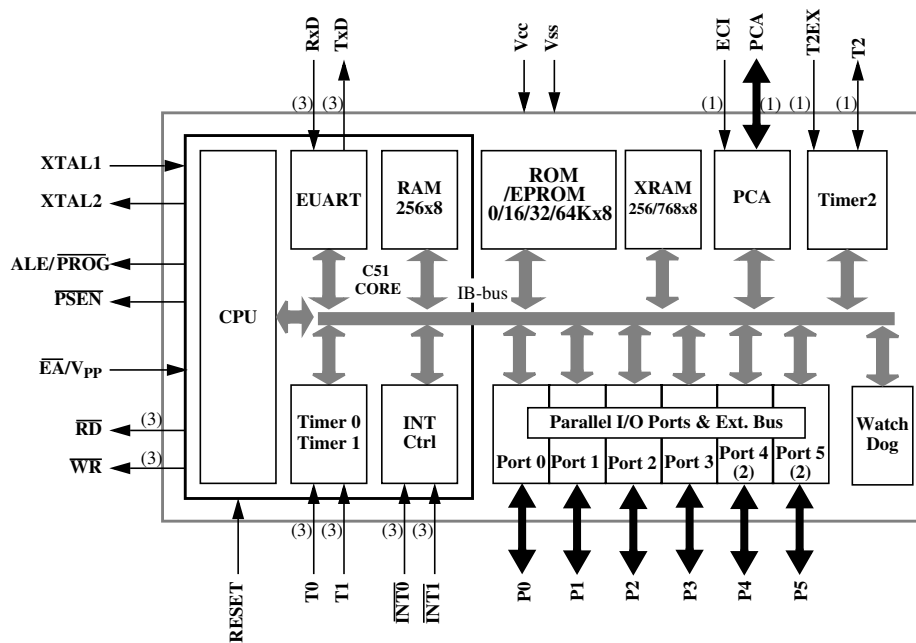 RxD
TxD
Vcc
Vss
ECI
PCA
T2EX
T2
(3)
(3)
(1)
(1)
(1)
(1)
XTAL1
XTAL2
ALE/PROG
PSEN
EA/VPP
RD
(3)
WR
(3)
CPU
EUART
RAM
256x8
C51
CORE
IB-bus
ROM
/EPROM
0/16/32/64Kx8
XRAM
256/768x8
PCA
Timer2
Timer 0
Timer 1
INT
Ctrl
Parallel I/O Ports & Ext. Bus
Port 0
Port 1
Port 2
Port 3
Port 4
(2)
Port 5
(2)
Watch
Dog
(3)
(3)
(3)
(3)
RESET
T0
T1
INT0
INT1
P0
P1
P2
P3
P4
P5